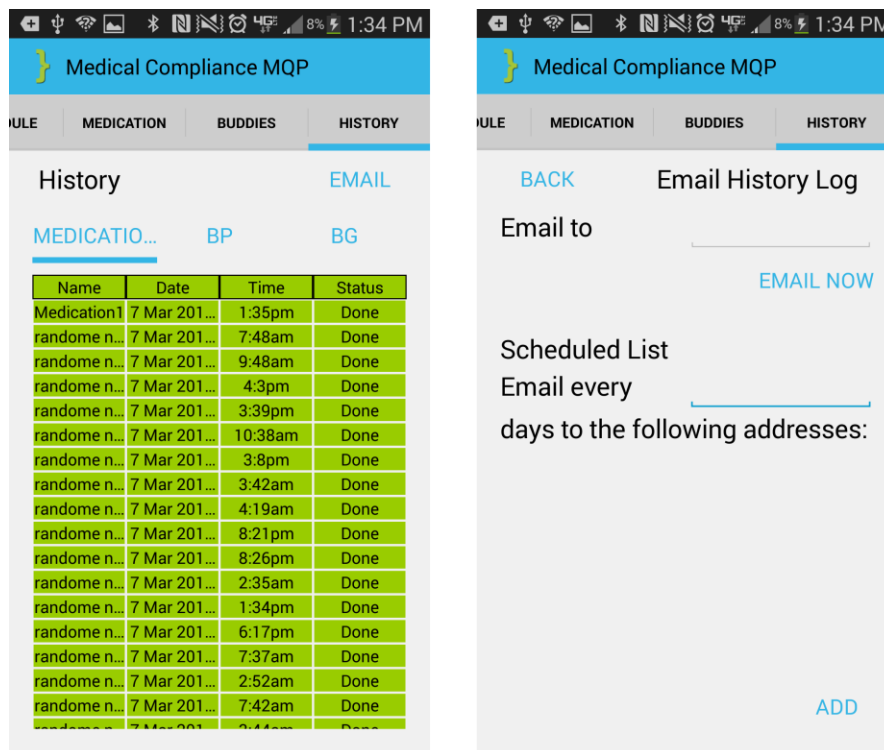 8% 1:34 PM
Medical Compliance MQP
DULE MEDICATION BUDDIES HISTORY
History EMAIL
MEDICATIO... BP BG
Name Date Time Status
Medication1 7 Mar 201... 1:35pm Done
randome n... 7 Mar 201... 7:48am Done
randome n... 7 Mar 201... 9:48am Done
randome n... 7 Mar 201... 4:3pm Done
randome n... 7 Mar 201... 3:39pm Done
randome n... 7 Mar 201... 10:38am Done
randome n... 7 Mar 201... 3:8pm Done
randome n... 7 Mar 201... 3:42am Done
randome n... 7 Mar 201... 4:19am Done
randome n... 7 Mar 201... 8:21pm Done
randome n... 7 Mar 201... 8:26pm Done
randome n... 7 Mar 201... 2:35am Done
randome n... 7 Mar 201... 1:34pm Done
randome n... 7 Mar 201... 6:17pm Done
randome n... 7 Mar 201... 7:37am Done
randome n... 7 Mar 201... 2:52am Done
randome n... 7 Mar 201... 7:42am Done
4GE 8% 1:34 PM
Medical Compliance MQP
ULE MEDICATION BUDDIES HISTORY
BACK Email History Log
Email to
EMAIL NOW
Scheduled List
Email every
days to the following addresses:
ADD